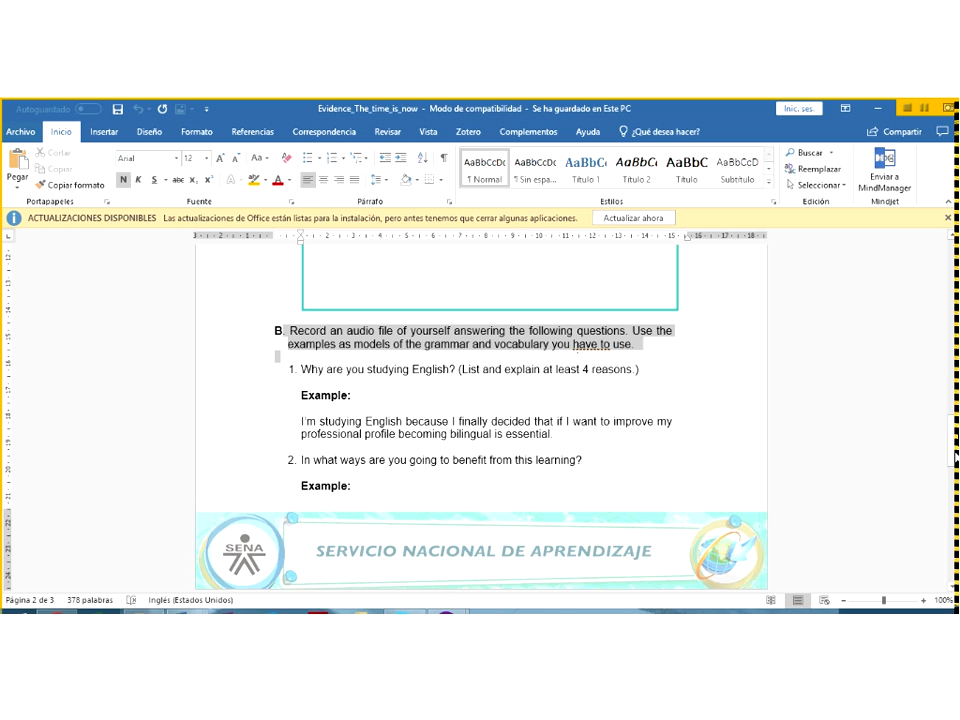 Autoguardado
Evidence_The_time_is_now - Modo de compatibilidad - Se ha guardado en Este PC
Inic. ses.
Archivo Inicio Insertar Diseño Formato Referencias Correspondencia Revisar Vista Zotero Complementos Ayuda ¿Qué desea hacer? Compartir
Pegar
Cortar
Copiar
Copiar formato
Portapapeles
Arial 12
Fuente
Párrafo
AaBbCcDc AaBbCcDc AaBbCc AaBbCcI AaBbC AaBbCcD
¶ Normal ¶ Sin espa... Título 1 Título 2 Título Subtítulo
Estilos
Buscar
Reemplazar
Seleccionar
Edición
Enviar a
MindManager
Mindjet
ACTUALIZACIONES DISPONIBLES Las actualizaciones de Office están listas para la instalación, pero antes tenemos que cerrar algunas aplicaciones. Actualizar ahora
B. Record an audio file of yourself answering the following questions. Use the
examples as models of the grammar and vocabulary you have to use.
1. Why are you studying English? (List and explain at least 4 reasons.)
Example:
I'm studying English because I finally decided that if I want to improve my
professional profile becoming bilingual is essential.
2. In what ways are you going to benefit from this learning?
Example:
SENA
SERVICIO NACIONAL DE APRENDIZAJE
Página 2 de 3 378 palabras Inglés (Estados Unidos) 100%